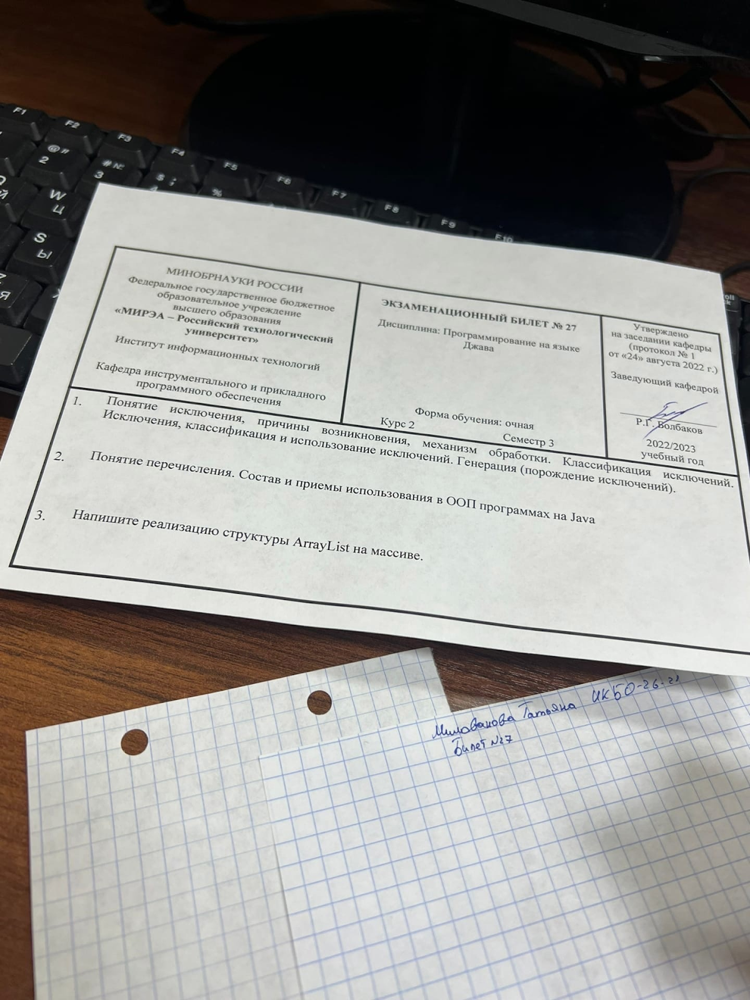 МИНОБРНАУКИ РОССИИ
Федеральное государственное бюджетное
образовательное учреждение
высшего образования
«МИРЭА – Российский технологический
университет»
Институт информационных технологий
Кафедра инструментального и прикладного
программного обеспечения
ЭКЗАМЕНАЦИОННЫЙ БИЛЕТ № 27
Дисциплина: Программирование на языке
Джава
Форма обучения: очная
Курс 2
Семестр 3
Утверждено
на заседании кафедры
(протокол № 1
от «24» августа 2022 г.)
Заведующий кафедрой
Р.Г. Болбаков
2022/2023
учебный год
1. Понятие исключения, причины возникновения, механизм обработки. Классификация исключений.
Исключения, классификация и использование исключений. Генерация (порождение исключений).
2. Понятие перечисления. Состав и приемы использования в ООП программах на Java
3. Напишите реализацию структуры ArrayList на массиве.
Милованова Татьяна ИКБО-26-21
Билет №27
F1
F2
F3
F4
F5
F6
F7
F8
F9
F10
@ "
2
# №
3
$ ;
4
%
W
Ц
Й
S
Ы
Z
Я